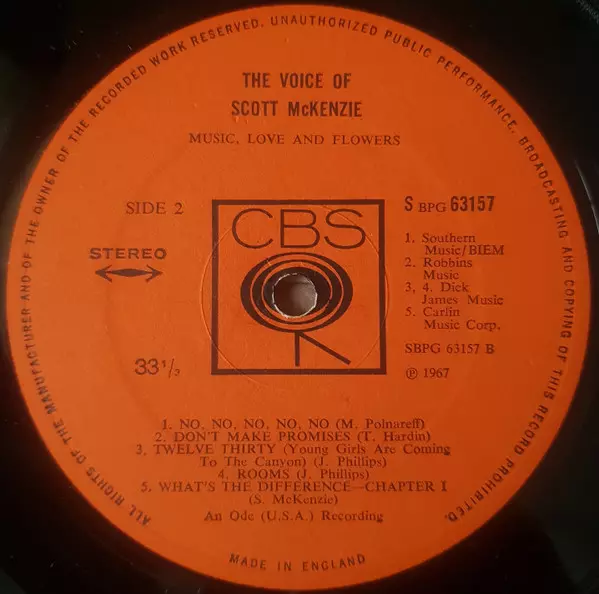 ALL RIGHTS OF THE MANUFACTURER AND OF THE OWNER OF THE RECORDED WORK RESERVED. UNAUTHORIZED PUBLIC PERFORMANCE, BROADCASTING AND COPYING OF THIS RECORD PROHIBITED.
THE VOICE OF
SCOTT McKENZIE
MUSIC, LOVE AND FLOWERS
SIDE 2
STEREO
33⅓
CBS
S BPG 63157
1. Southern
Music/BIEM
2. Robbins
Music
3, 4. Dick
James Music
5. Carlin
Music Corp.
SBPG 63157 B
℗ 1967
1. NO, NO, NO, NO, NO (M. Polnareff)
2. DON'T MAKE PROMISES (T. Hardin)
3. TWELVE THIRTY (Young Girls Are Coming
To The Canyon) (J. Phillips)
4. ROOMS (J. Phillips)
5. WHAT'S THE DIFFERENCE—CHAPTER I
(S. McKenzie)
An Ode (U.S.A.) Recording
MADE IN ENGLAND